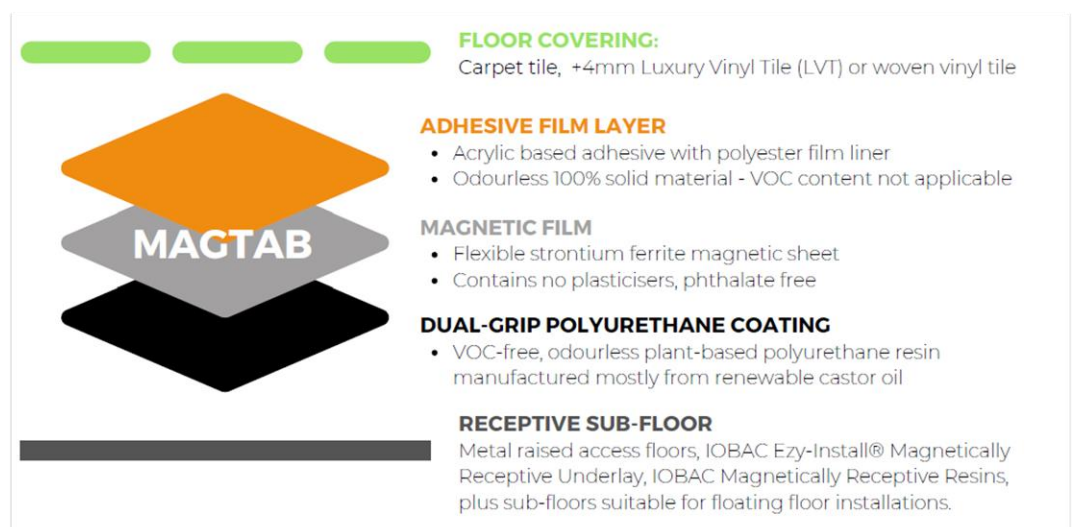 FLOOR COVERING:
Carpet tile, +4mm Luxury Vinyl Tile (LVT) or woven vinyl tile
ADHESIVE FILM LAYER
• Acrylic based adhesive with polyester film liner
• Odourless 100% solid material - VOC content not applicable
MAGTAB
MAGNETIC FILM
• Flexible strontium ferrite magnetic sheet
• Contains no plasticisers, phthalate free
DUAL-GRIP POLYURETHANE COATING
• VOC-free, odourless plant-based polyurethane resin
manufactured mostly from renewable castor oil
RECEPTIVE SUB-FLOOR
Metal raised access floors, IOBAC Ezy-Install® Magnetically
Receptive Underlay, IOBAC Magnetically Receptive Resins,
plus sub-floors suitable for floating floor installations.